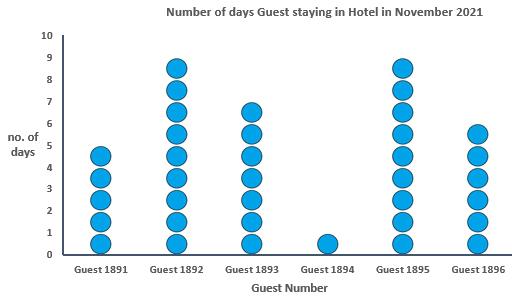 Number of days Guest staying in Hotel in November 2021
10
9
8
7
6
5
4
3
2
1
0
no. of
days
Guest 1891 Guest 1892 Guest 1893 Guest 1894 Guest 1895 Guest 1896
Guest Number